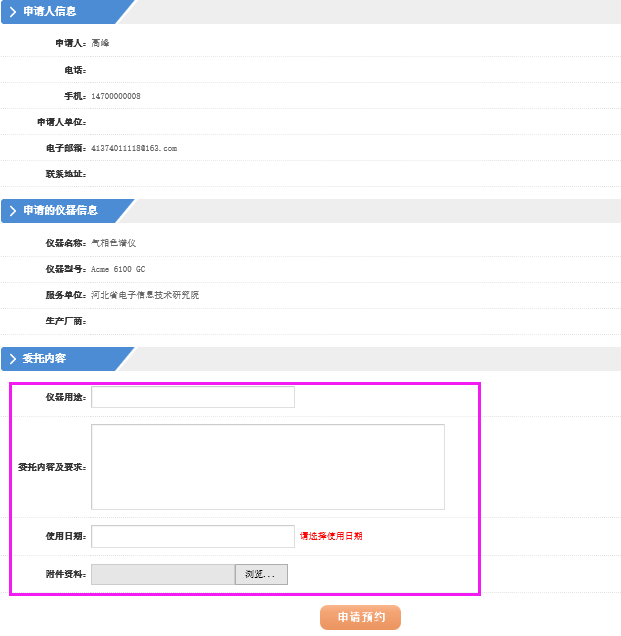 申请人信息
申请人: 高峰
电话:
手机: 14700000008
申请人单位:
电子邮箱: 413740111180163.com
联系地址:
申请的仪器信息
仪器名称: 气相色谱仪
仪器型号: Acme 6100 GC
服务单位: 河北省电子信息技术研究院
生产厂商:
委托内容
仪器用途:
委托内容及要求:
使用日期: 请选择使用日期
附件资料: 浏览...
申请预约